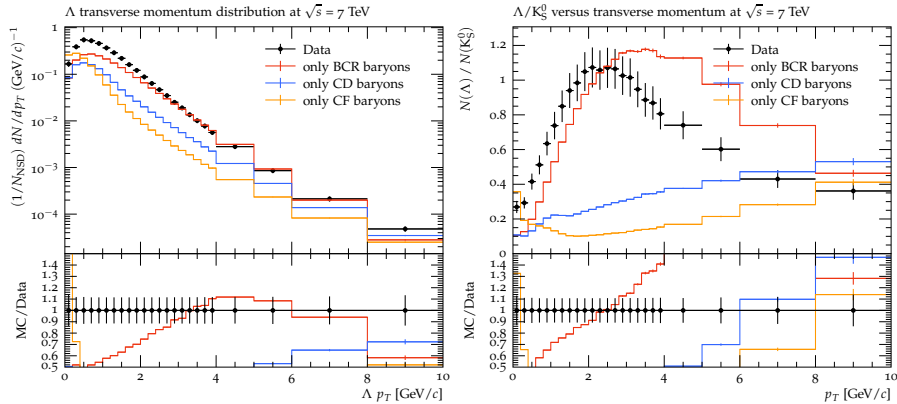 Λ transverse momentum distribution at √s = 7 TeV
(1/N_NSD) dN/dp_T (GeV/c)⁻¹
1
10⁻¹
10⁻²
10⁻³
10⁻⁴
Data
only BCR baryons
only CD baryons
only CF baryons
MC/Data
1.4
1.3
1.2
1.1
1
0.9
0.8
0.7
0.6
0.5
0 2 4 6 8 10
Λ p_T [GeV/c]
Λ/K⁰_S versus transverse momentum at √s = 7 TeV
N(Λ) / N(K⁰_S)
1.2
1
0.8
0.6
0.4
0.2
0
Data
only BCR baryons
only CD baryons
only CF baryons
MC/Data
1.4
1.3
1.2
1.1
1
0.9
0.8
0.7
0.6
0.5
0 2 4 6 8 10
p_T [GeV/c]